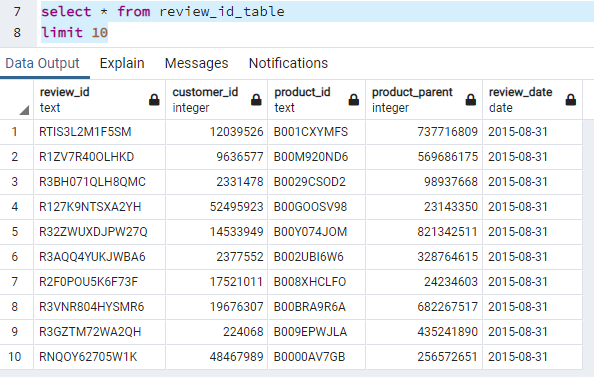 7 select * from review_id_table
8 limit 10
Data Output Explain Messages Notifications
review_id customer_id product_id product_parent review_date
text integer text integer date
1 RTIS3L2M1F5SM 12039526 B001CXYMFS 737716809 2015-08-31
2 R1ZV7R40OLHKD 9636577 B00M920ND6 569686175 2015-08-31
3 R3BH071QLH8QMC 2331478 B0029CSOD2 98937668 2015-08-31
4 R127K9NTSXA2YH 52495923 B00GOOSV98 23143350 2015-08-31
5 R32ZWUXDJPW27Q 14533949 B00Y074JOM 821342511 2015-08-31
6 R3AQQ4YUKJWBA6 2377552 B002UBI6W6 328764615 2015-08-31
7 R2F0POU5K6F73F 17521011 B008XHCLFO 24234603 2015-08-31
8 R3VNR804HYSMR6 19676307 B00BRA9R6A 682267517 2015-08-31
9 R3GZTM72WA2QH 224068 B009EPWJLA 435241890 2015-08-31
10 RNQOY62705W1K 48467989 B0000AV7GB 256572651 2015-08-31